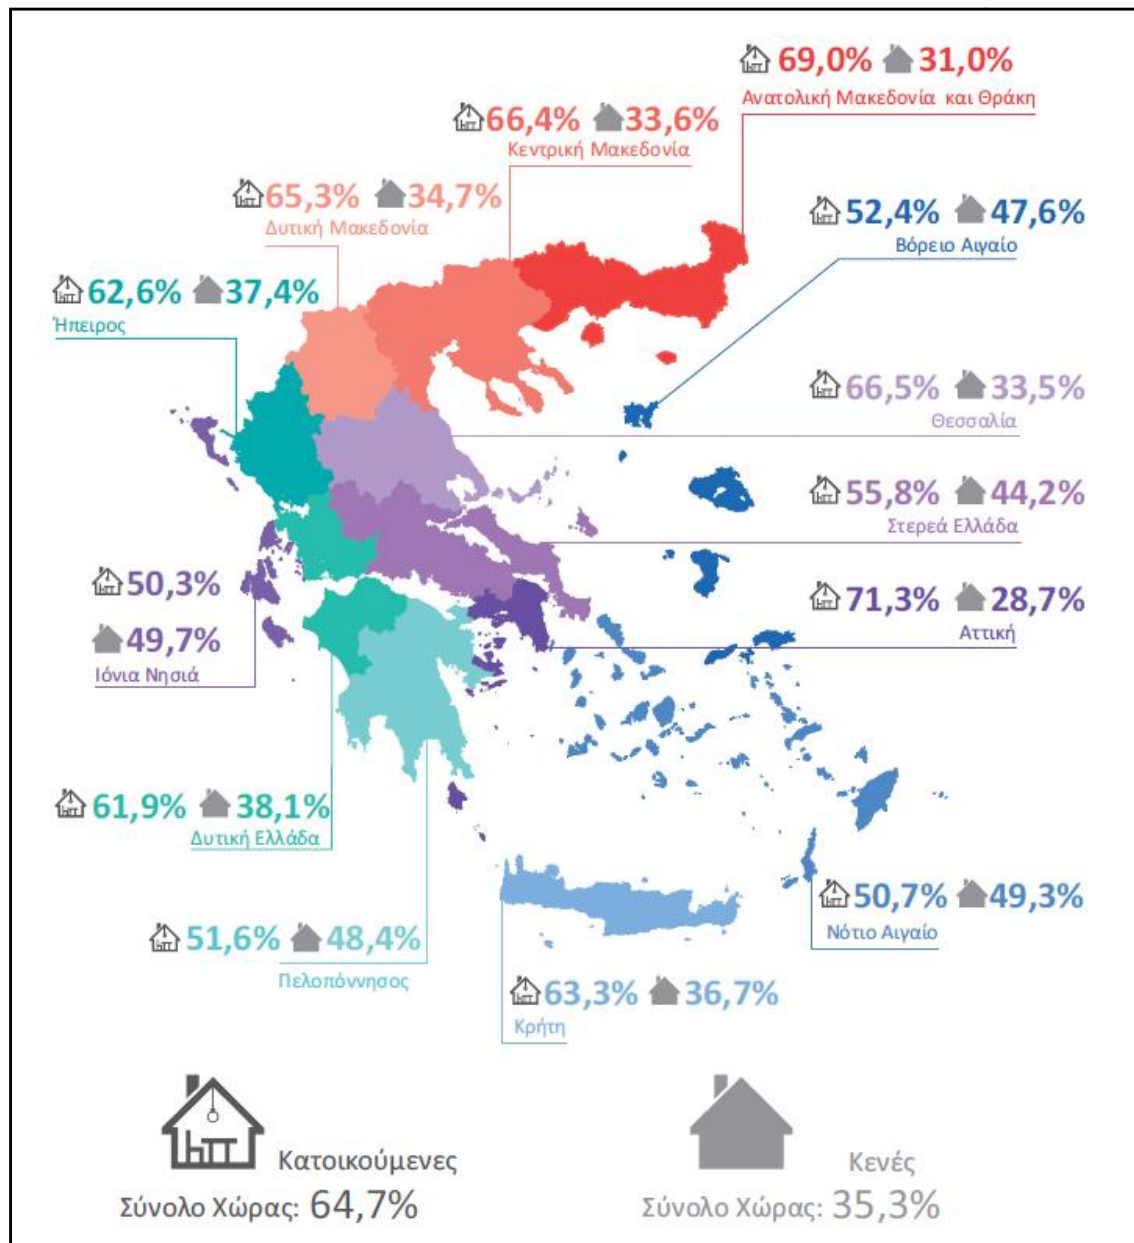 69,0% 31,0%
Ανατολική Μακεδονία και Θράκη
66,4% 33,6%
Κεντρική Μακεδονία
65,3% 34,7%
Δυτική Μακεδονία
52,4% 47,6%
Βόρειο Αιγαίο
62,6% 37,4%
Ήπειρος
66,5% 33,5%
Θεσσαλία
55,8% 44,2%
Στερεά Ελλάδα
50,3%
49,7%
Ιόνια Νησιά
71,3% 28,7%
Αττική
61,9% 38,1%
Δυτική Ελλάδα
50,7% 49,3%
Νότιο Αιγαίο
51,6% 48,4%
Πελοπόννησος
63,3% 36,7%
Κρήτη
Κατοικούμενες
Σύνολο Χώρας: 64,7%
Κενές
Σύνολο Χώρας: 35,3%